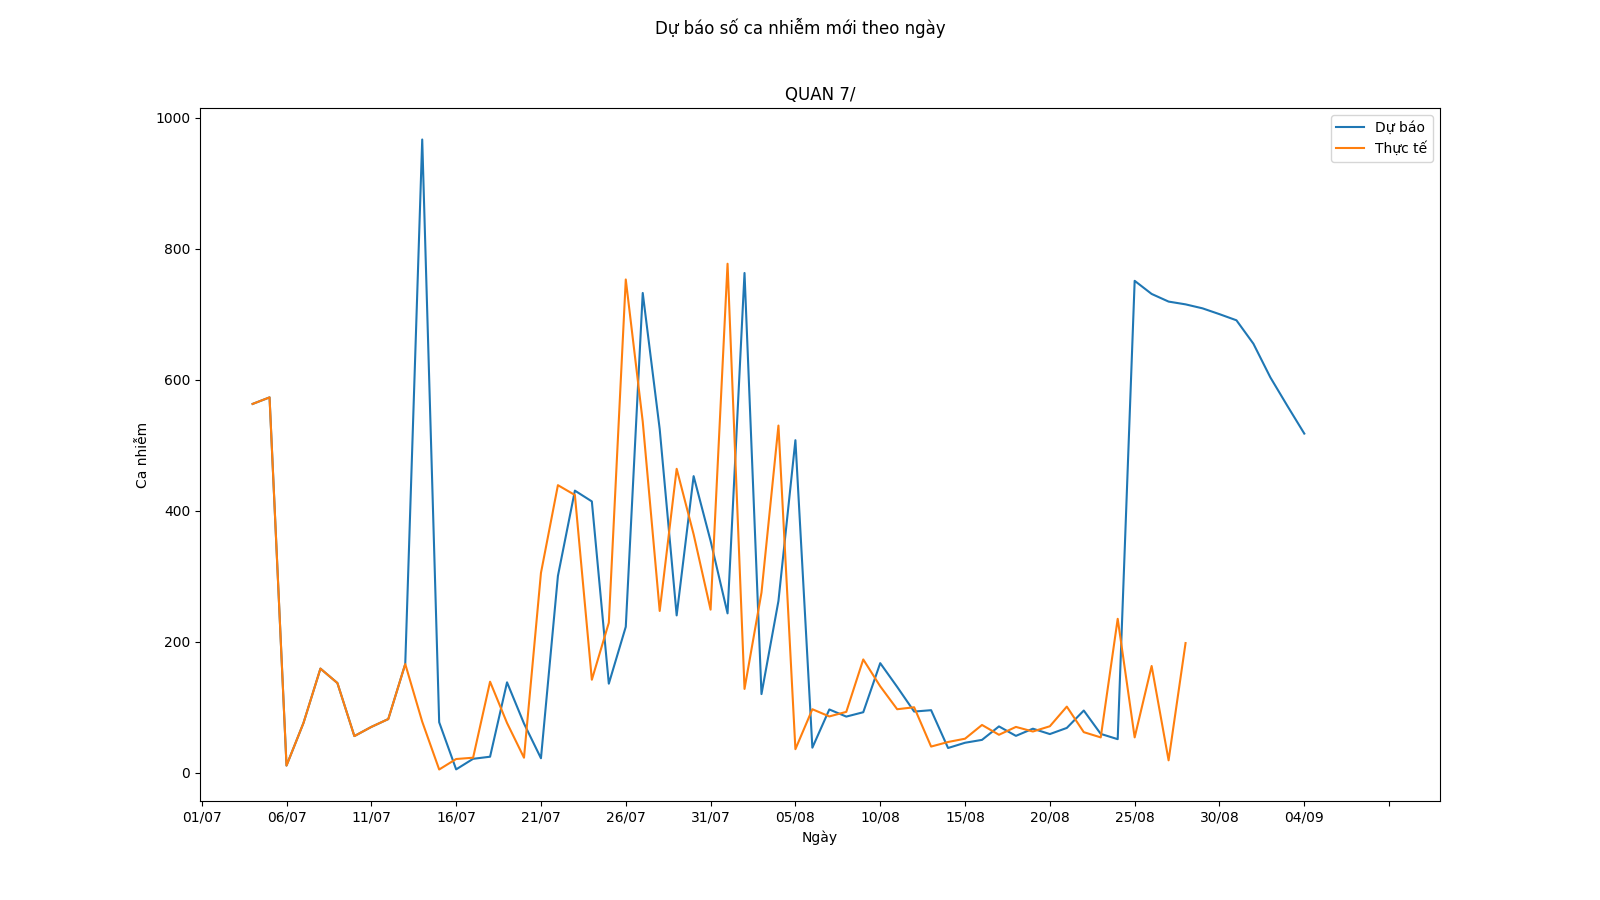 Dự báo số ca nhiễm mới theo ngày
QUAN 7/
Dự báo
Thực tế
1000
800
600
400
200
0
Ca nhiễm
01/07 06/07 11/07 16/07 21/07 26/07 31/07 05/08 10/08 15/08 20/08 25/08 30/08 04/09
Ngày